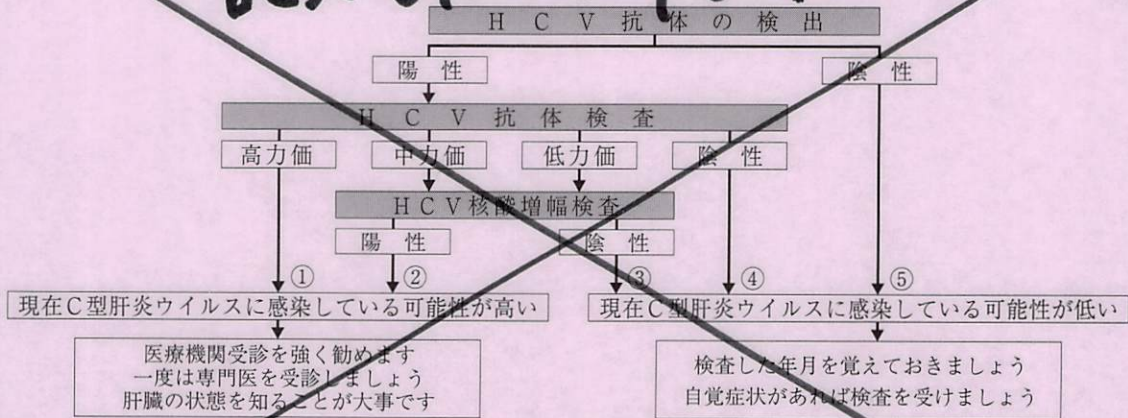 HCV抗体の検出
陽性 陰性
HCV抗体検査
高力価 中力価 低力価 陰性
HCV核酸増幅検査
陽性 陰性
① ② ③ ④ ⑤
現在C型肝炎ウイルスに感染している可能性が高い 現在C型肝炎ウイルスに感染している可能性が低い
医療機関受診を強く勧めます
一度は専門医を受診しましょう
肝臓の状態を知ることが大事です
検査した年月を覚えておきましょう
自覚症状があれば検査を受けましょう